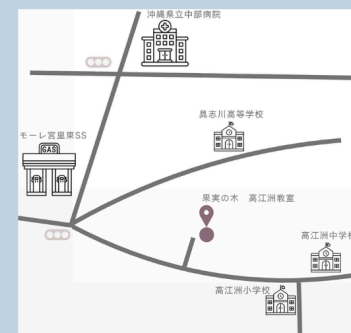 沖縄県立中部病院
具志川高等学校
モーレ宮里東SS
GAS
果実の木　高江洲教室
高江洲中学校
高江洲小学校